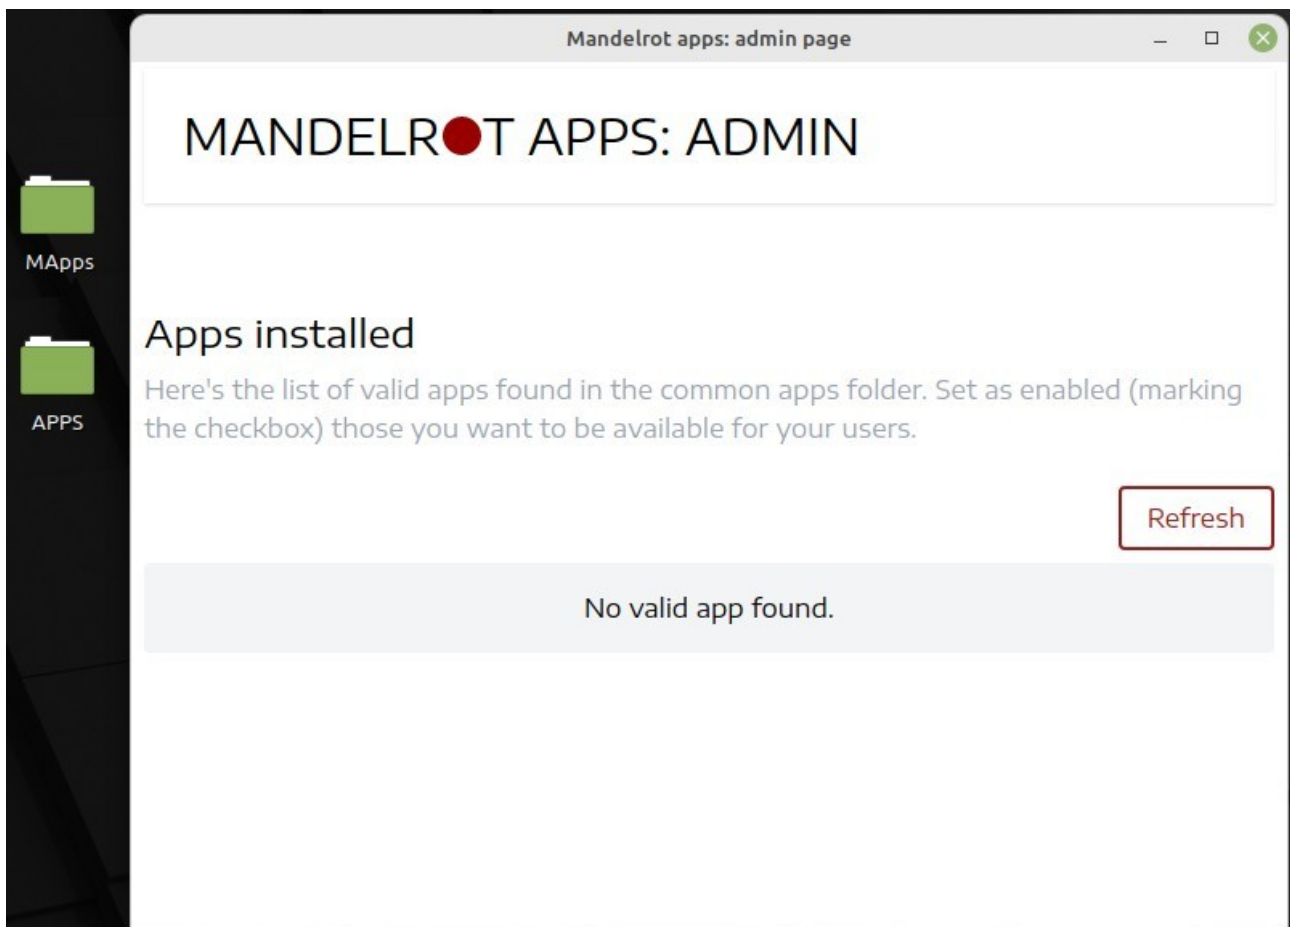 Mandelrot apps: admin page
MANDELROT APPS: ADMIN
MApps
APPS
Apps installed
Here's the list of valid apps found in the common apps folder. Set as enabled (marking
the checkbox) those you want to be available for your users.
Refresh
No valid app found.